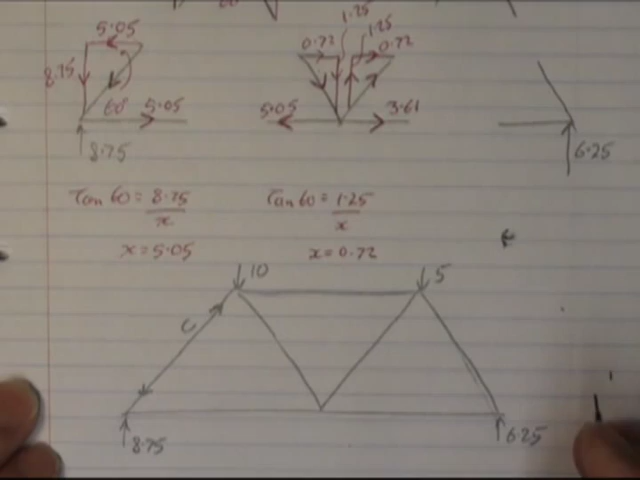 5.05
8.75
60
5.05
8.75
1.25
1.25
0.72
0.72
5.05
3.61
6.25
Tan 60 = 8.75
x
x = 5.05
Tan 60 = 1.25
x
x = 0.72
10
5
C
8.75
6.25